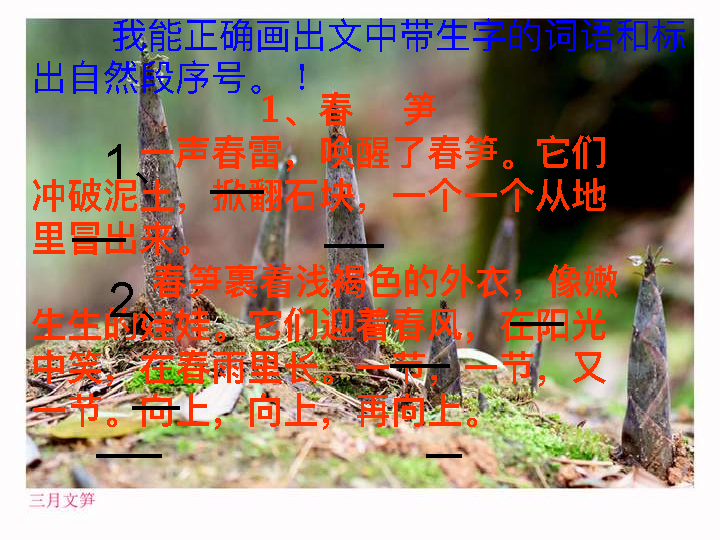 我能正确画出文中带生字的词语和标
出自然段序号。！
1、春 笋
1、一声春雷，唤醒了春笋。它们
冲破泥土，掀翻石块，一个一个从地
里冒出来。
2、春笋裹着浅褐色的外衣，像嫩
生生的娃娃。它们迎着春风，在阳光
中笑，在春雨里长。一节，一节，又
一节。向上，向上，再向上。
三月文笋